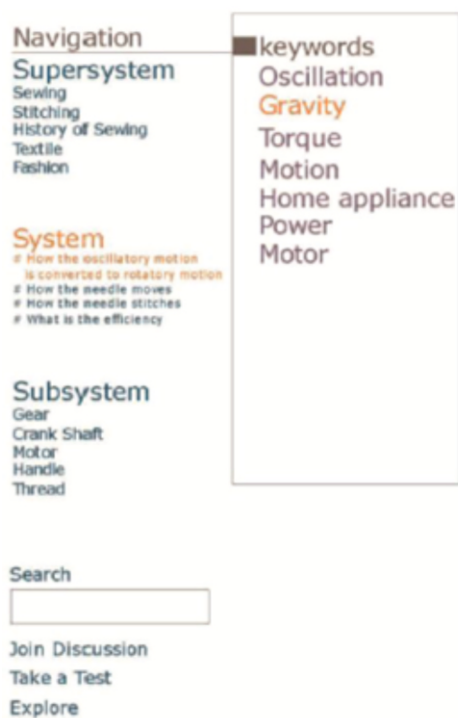 Navigation
Supersystem
Sewing
Stitching
History of Sewing
Textile
Fashion
System
# How the oscillatory motion
is converted to rotatory motion
# How the needle moves
# How the needle stitches
# What is the efficiency
Subsystem
Gear
Crank Shaft
Motor
Handle
Thread
Search
Join Discussion
Take a Test
Explore
keywords
Oscillation
Gravity
Torque
Motion
Home appliance
Power
Motor